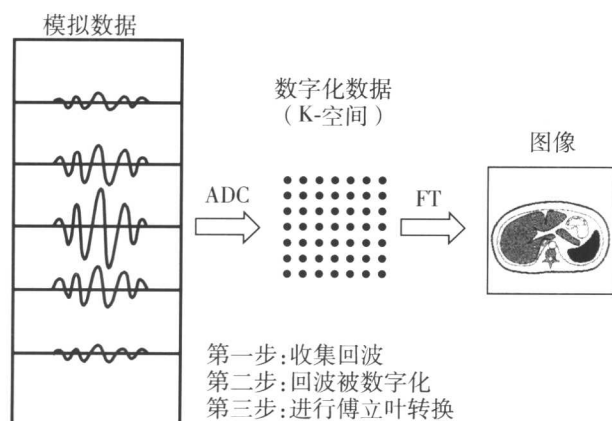 模拟数据
数字化数据
（K-空间）
图像
ADC
FT
第一步:收集回波
第二步:回波被数字化
第三步:进行傅立叶转换